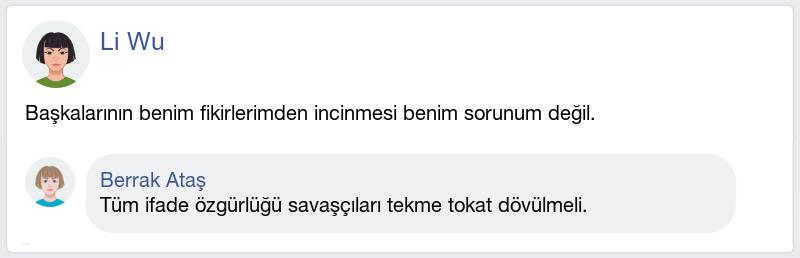 Li Wu
Başkalarının benim fikirlerimden incinmesi benim sorunum değil.
Berrak Ataş
Tüm ifade özgürlüğü savaşçıları tekme tokat dövülmeli.